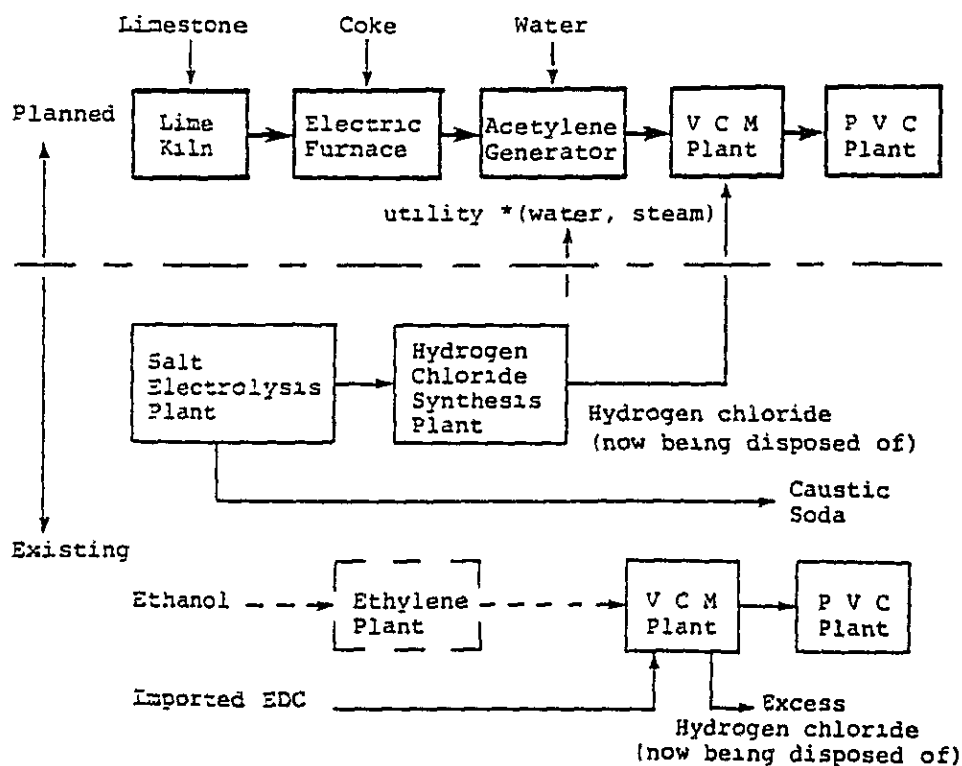 Limestone
Coke
Water
Planned
Lime
Kiln
Electric
Furnace
Acetylene
Generator
V C M
Plant
P V C
Plant
utility *(water, steam)
Salt
Electrolysis
Plant
Hydrogen
Chloride
Synthesis
Plant
Hydrogen chloride
(now being disposed of)
Caustic
Soda
Existing
Ethanol
Ethylene
Plant
V C M
Plant
P V C
Plant
Imported EDC
Excess
Hydrogen chloride
(now being disposed of)